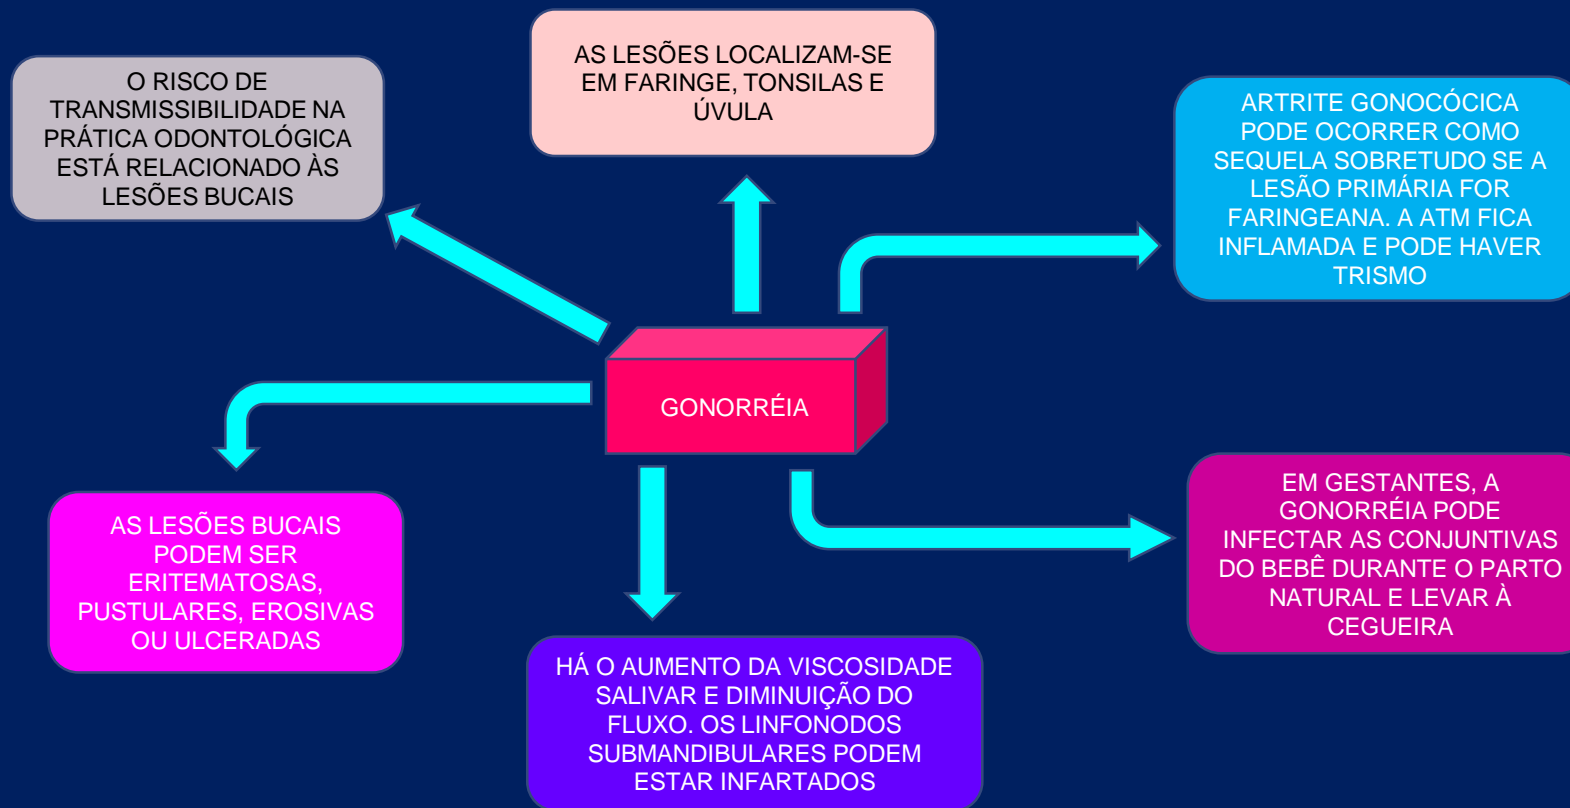 O RISCO DE
TRANSMISSIBILIDADE NA
PRÁTICA ODONTOLÓGICA
ESTÁ RELACIONADO ÀS
LESÕES BUCAIS
AS LESÕES LOCALIZAM-SE
EM FARINGE, TONSILAS E
ÚVULA
ARTRITE GONOCÓCICA
PODE OCORRER COMO
SEQUELA SOBRETUDO SE A
LESÃO PRIMÁRIA FOR
FARINGEANA. A ATM FICA
INFLAMADA E PODE HAVER
TRISMO
GONORRÉIA
AS LESÕES BUCAIS
PODEM SER
ERITEMATOSAS,
PUSTULARES, EROSIVAS
OU ULCERADAS
HÁ O AUMENTO DA VISCOSIDADE
SALIVAR E DIMINUIÇÃO DO
FLUXO. OS LINFONODOS
SUBMANDIBULARES PODEM
ESTAR INFARTADOS
EM GESTANTES, A
GONORRÉIA PODE
INFECTAR AS CONJUNTIVAS
DO BEBÊ DURANTE O PARTO
NATURAL E LEVAR À
CEGUEIRA